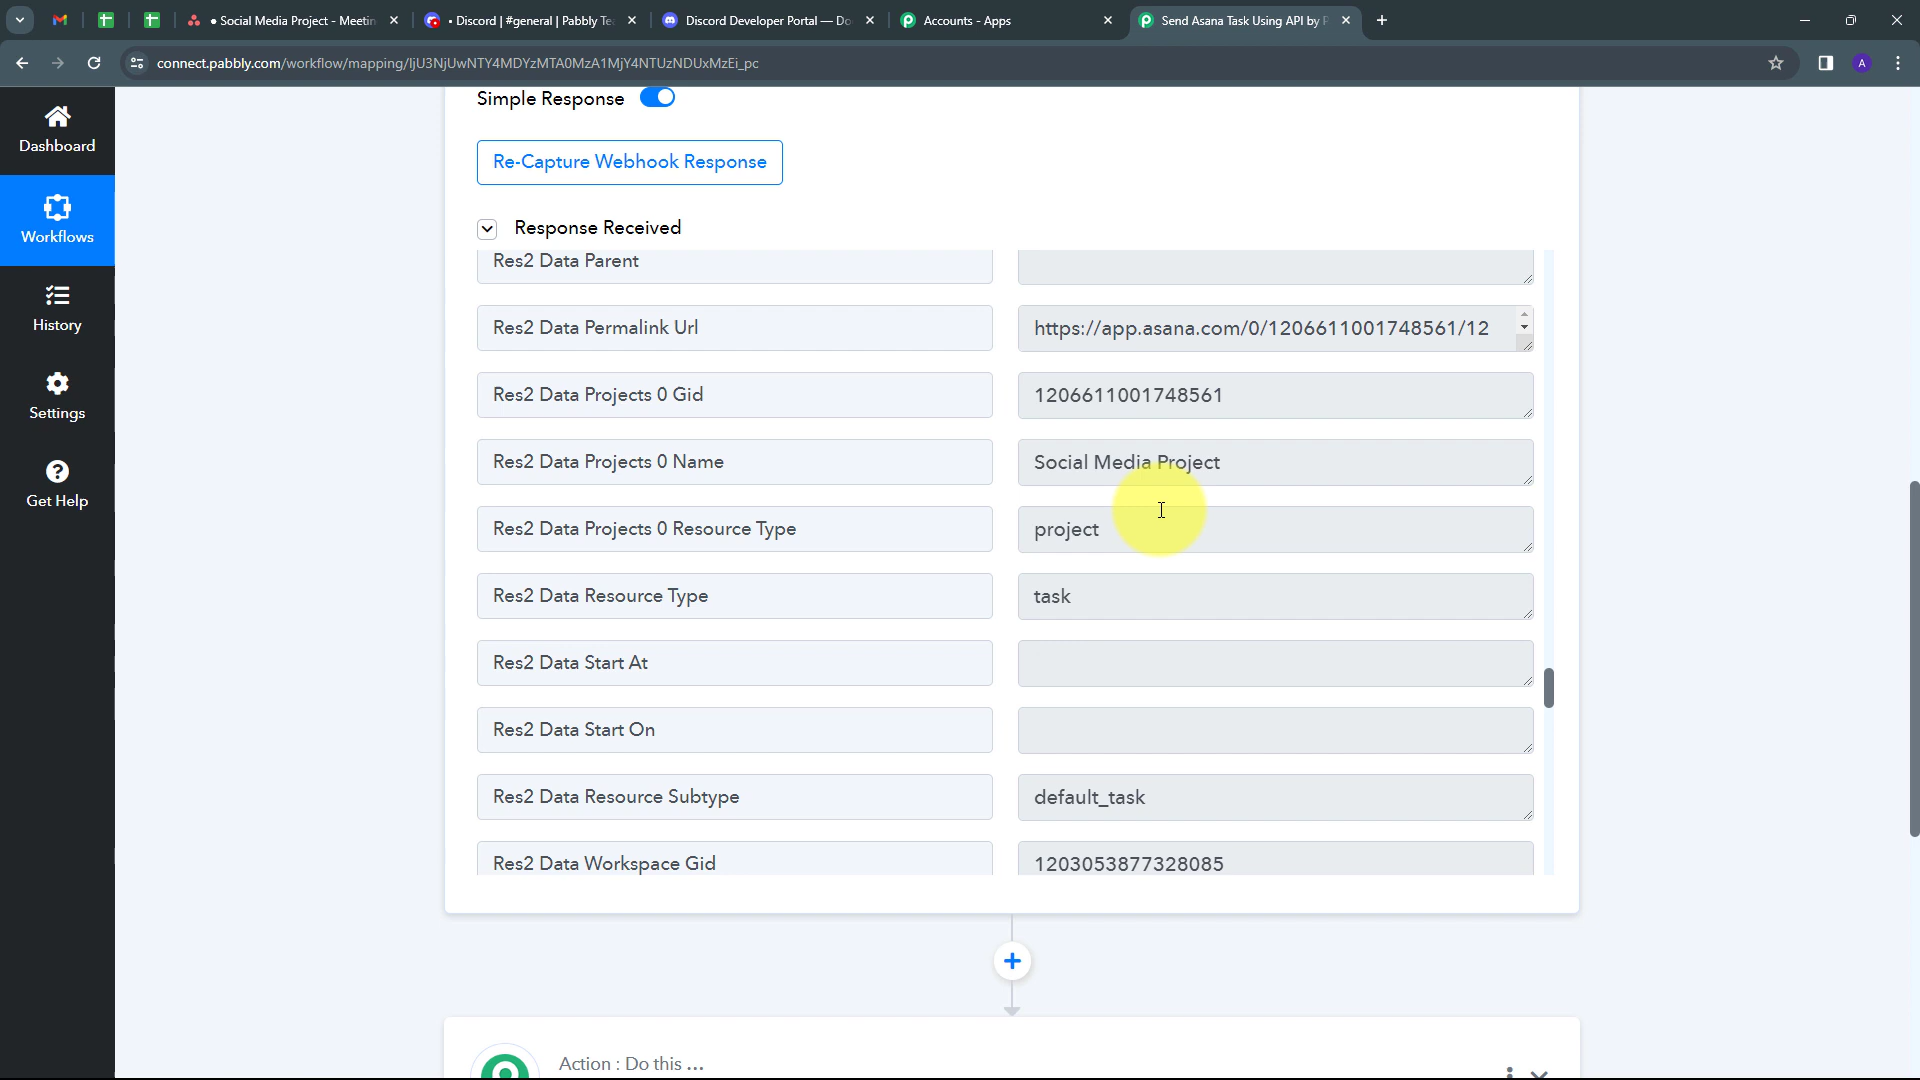 Social Media Project - Meetin
Discord | #general | Pabbly Te
Discord Developer Portal — Do
Accounts - Apps
Send Asana Task Using API by P
connect.pabbly.com/workflow/mapping/IjU3NjUwNTY4MDYzMTA0MzA1MjY4NTUzNDUxMzEi_pc
A
Dashboard
Workflows
History
Settings
Get Help
Simple Response
Re-Capture Webhook Response
Response Received
Res2 Data Parent
Res2 Data Permalink Url
https://app.asana.com/0/1206611001748561/12
Res2 Data Projects 0 Gid
1206611001748561
Res2 Data Projects 0 Name
Social Media Project
Res2 Data Projects 0 Resource Type
project
Res2 Data Resource Type
task
Res2 Data Start At
Res2 Data Start On
Res2 Data Resource Subtype
default_task
Res2 Data Workspace Gid
1203053877328085
Action : Do this ...